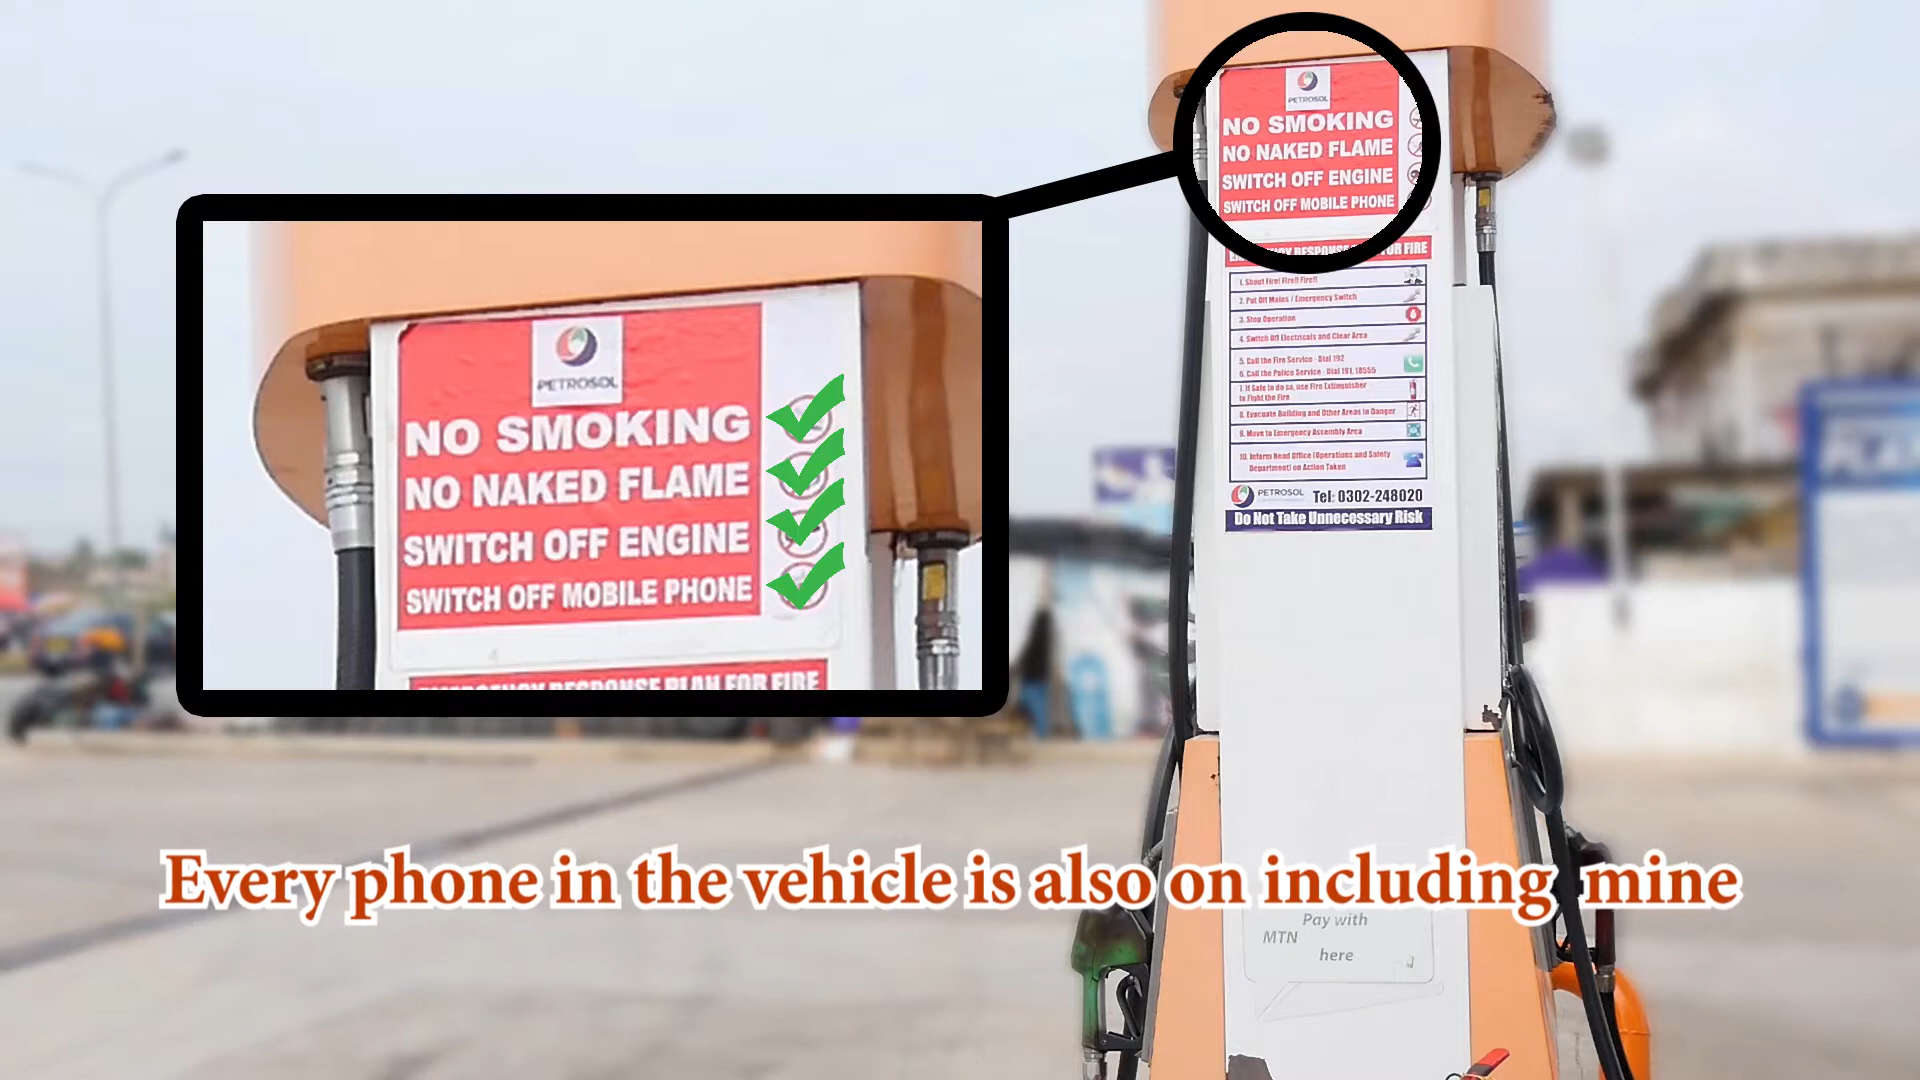 PETROSOL
NO SMOKING
NO NAKED FLAME
SWITCH OFF ENGINE
SWITCH OFF MOBILE PHONE
EMERGENCY RESPONSE PLAN FOR FIRE
PETROSOL
NO SMOKING
NO NAKED FLAME
SWITCH OFF ENGINE
SWITCH OFF MOBILE PHONE
RESPONSE FOR FIRE
1. Shout Fire! Fire!! Fire!!
2. Put Off Mains / Emergency Switch
3. Stop Operation
4. Switch Off Electricals and Clear Area
5. Call the Fire Service - Dial 192
6. Call the Police Service - Dial 191, 18555
7. If Safe to do so, use Fire Extinguisher
to Fight the Fire
8. Evacuate Building and Other Areas in Danger
9. Move to Emergency Assembly Area
10. Inform Head Office (Operations and Safety
Department) on Action Taken
PETROSOL Tel: 0302-248020
Do Not Take Unnecessary Risk
Every phone in the vehicle is also on including mine
Pay with
MTN
here